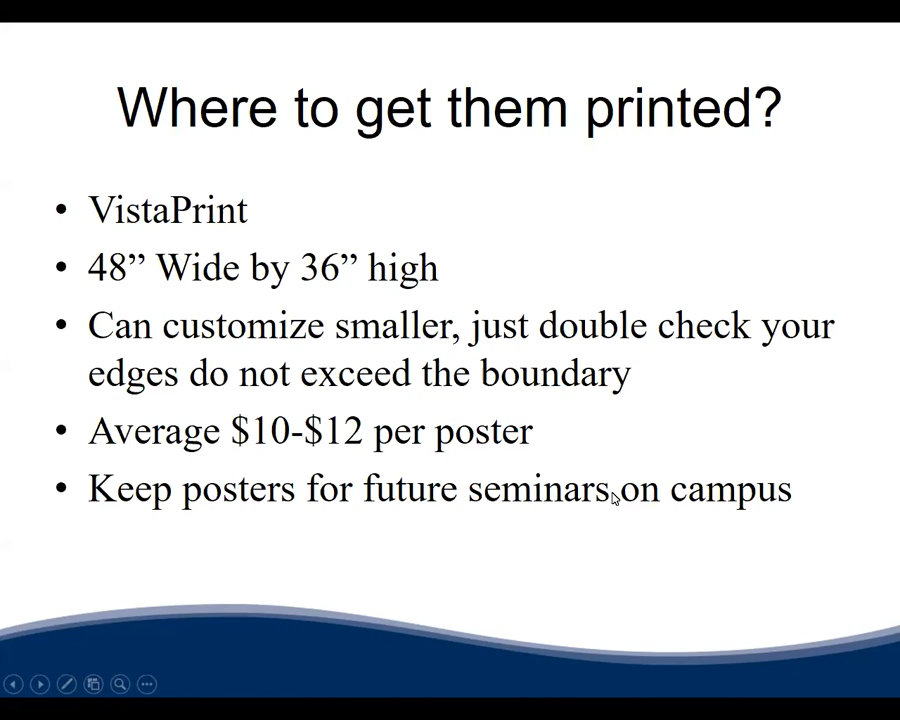 Where to get them printed?
• VistaPrint
• 48” Wide by 36” high
• Can customize smaller, just double check your
edges do not exceed the boundary
• Average $10-$12 per poster
• Keep posters for future seminars on campus